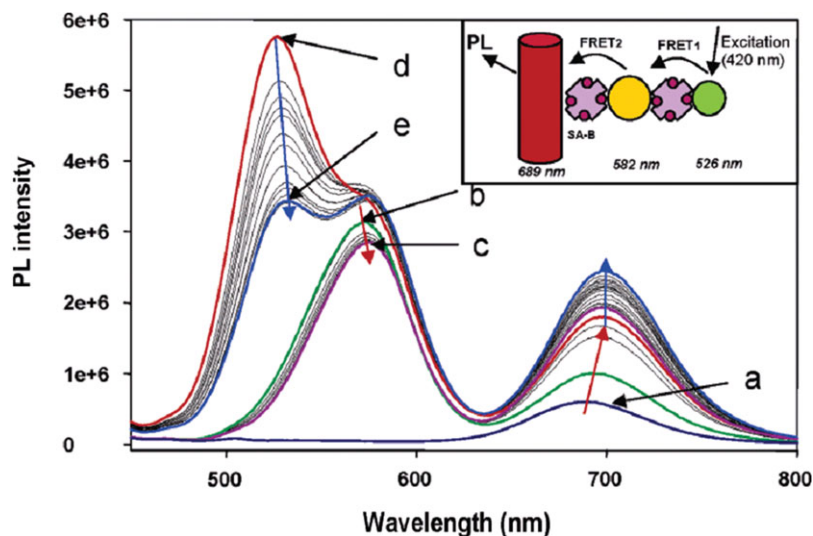 6e+6
5e+6
4e+6
3e+6
2e+6
1e+6
0
PL intensity
500
600
700
800
Wavelength (nm)
d
e
b
c
a
PL
FRET2
FRET1
Excitation
(420 nm)
SA-B
689 nm
582 nm
526 nm